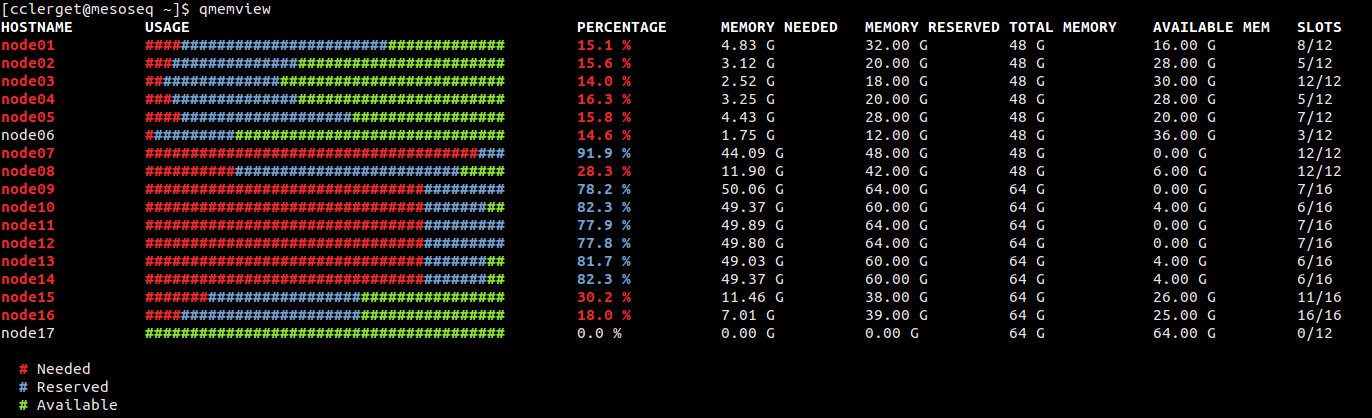 [cclerget@mesoseq ~]$ qmemview
HOSTNAME USAGE PERCENTAGE MEMORY NEEDED MEMORY RESERVED TOTAL MEMORY AVAILABLE MEM SLOTS
node01 ######################################## 15.1 % 4.83 G 32.00 G 48 G 16.00 G 8/12
node02 ######################################## 15.6 % 3.12 G 20.00 G 48 G 28.00 G 5/12
node03 ######################################## 14.0 % 2.52 G 18.00 G 48 G 30.00 G 12/12
node04 ######################################## 16.3 % 3.25 G 20.00 G 48 G 28.00 G 5/12
node05 ######################################## 15.8 % 4.43 G 28.00 G 48 G 20.00 G 7/12
node06 ######################################## 14.6 % 1.75 G 12.00 G 48 G 36.00 G 3/12
node07 ######################################## 91.9 % 44.09 G 48.00 G 48 G 0.00 G 12/12
node08 ######################################## 28.3 % 11.90 G 42.00 G 48 G 6.00 G 12/12
node09 ######################################## 78.2 % 50.06 G 64.00 G 64 G 0.00 G 7/16
node10 ######################################## 82.3 % 49.37 G 60.00 G 64 G 4.00 G 6/16
node11 ######################################## 77.9 % 49.89 G 64.00 G 64 G 0.00 G 7/16
node12 ######################################## 77.8 % 49.80 G 64.00 G 64 G 0.00 G 7/16
node13 ######################################## 81.7 % 49.03 G 60.00 G 64 G 4.00 G 6/16
node14 ######################################## 82.3 % 49.37 G 60.00 G 64 G 4.00 G 6/16
node15 ######################################## 30.2 % 11.46 G 38.00 G 64 G 26.00 G 11/16
node16 ######################################## 18.0 % 7.01 G 39.00 G 64 G 25.00 G 16/16
node17 ######################################## 0.0 % 0.00 G 0.00 G 64 G 64.00 G 0/12
# Needed
# Reserved
# Available